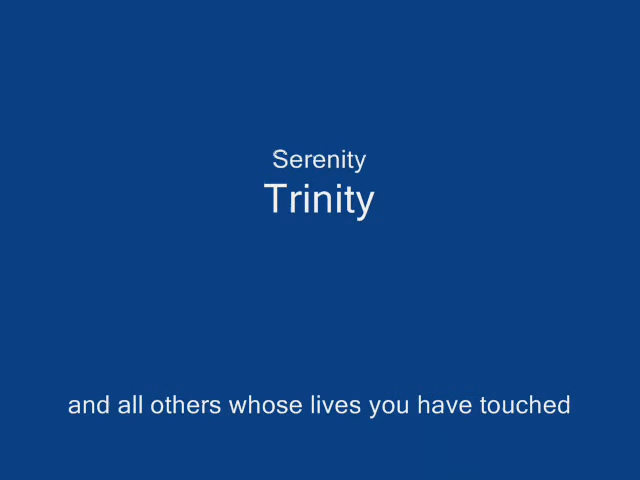 Serenity
Trinity
and all others whose lives you have touched